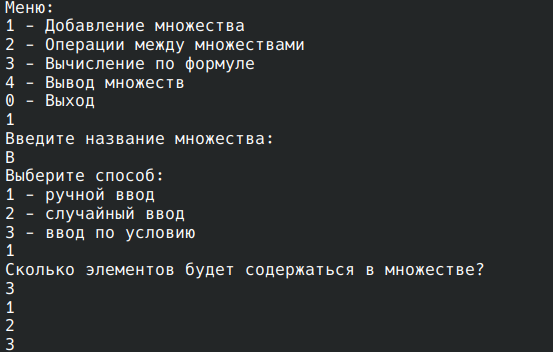 Меню:
1 - Добавление множества
2 - Операции между множествами
3 - Вычисление по формуле
4 - Вывод множеств
0 - Выход
1
Введите название множества:
B
Выберите способ:
1 - ручной ввод
2 - случайный ввод
3 - ввод по условию
1
Сколько элементов будет содержаться в множестве?
3
1
2
3